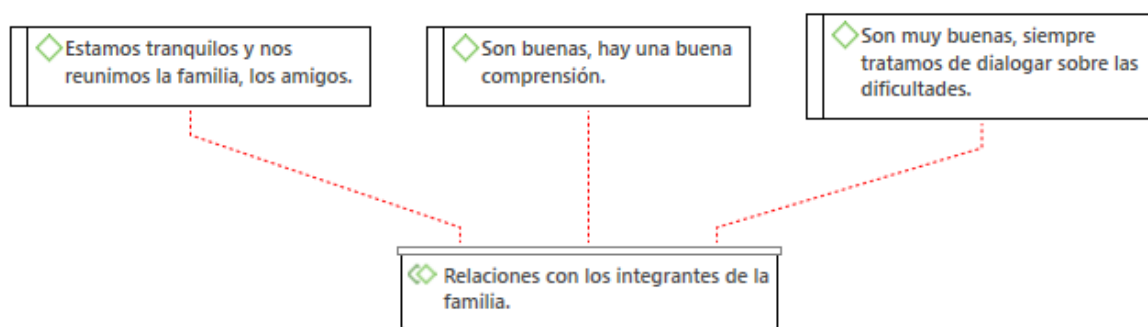 Estamos tranquilos y nos
reunimos la familia, los amigos.
Son buenas, hay una buena
comprensión.
Son muy buenas, siempre
tratamos de dialogar sobre las
dificultades.
Relaciones con los integrantes de la
familia.